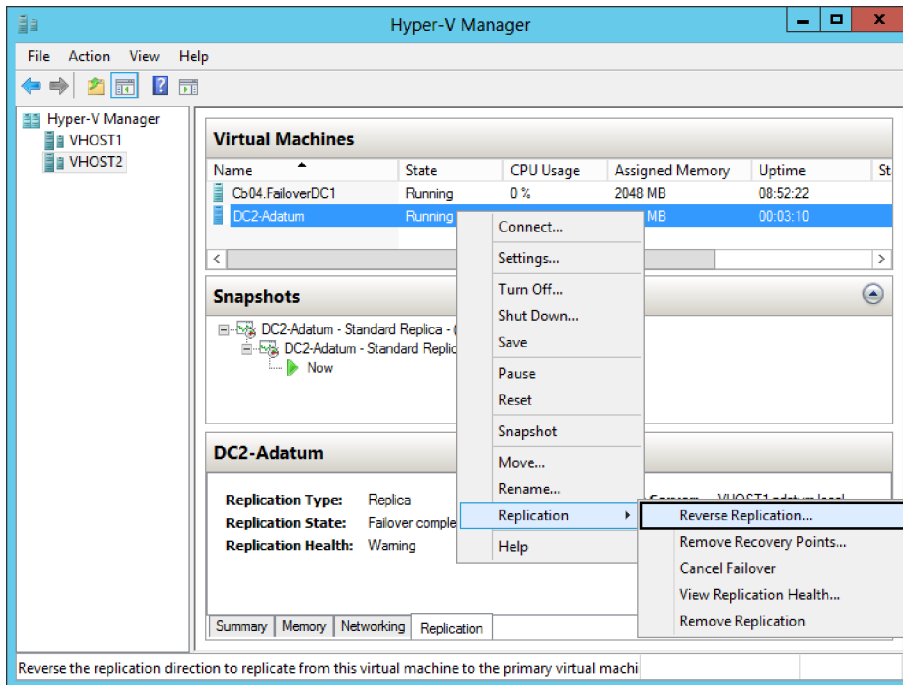 Hyper-V Manager
File Action View Help
Hyper-V Manager
VHOST1
VHOST2
Virtual Machines
Name State CPU Usage Assigned Memory Uptime St
Cb04.FailoverDC1 Running 0 % 2048 MB 08:52:22
DC2-Adatum Running MB 00:03:10
Connect...
Settings...
Turn Off...
Shut Down...
Save
Pause
Reset
Snapshot
Move...
Rename...
Replication
Help
Snapshots
DC2-Adatum - Standard Replica - (
DC2-Adatum - Standard Replic
Now
DC2-Adatum
Replication Type: Replica
Replication State: Failover comple
Replication Health: Warning
VHOST1.adatum.local
Reverse Replication...
Remove Recovery Points...
Cancel Failover
View Replication Health...
Remove Replication
Summary Memory Networking Replication
Reverse the replication direction to replicate from this virtual machine to the primary virtual machi